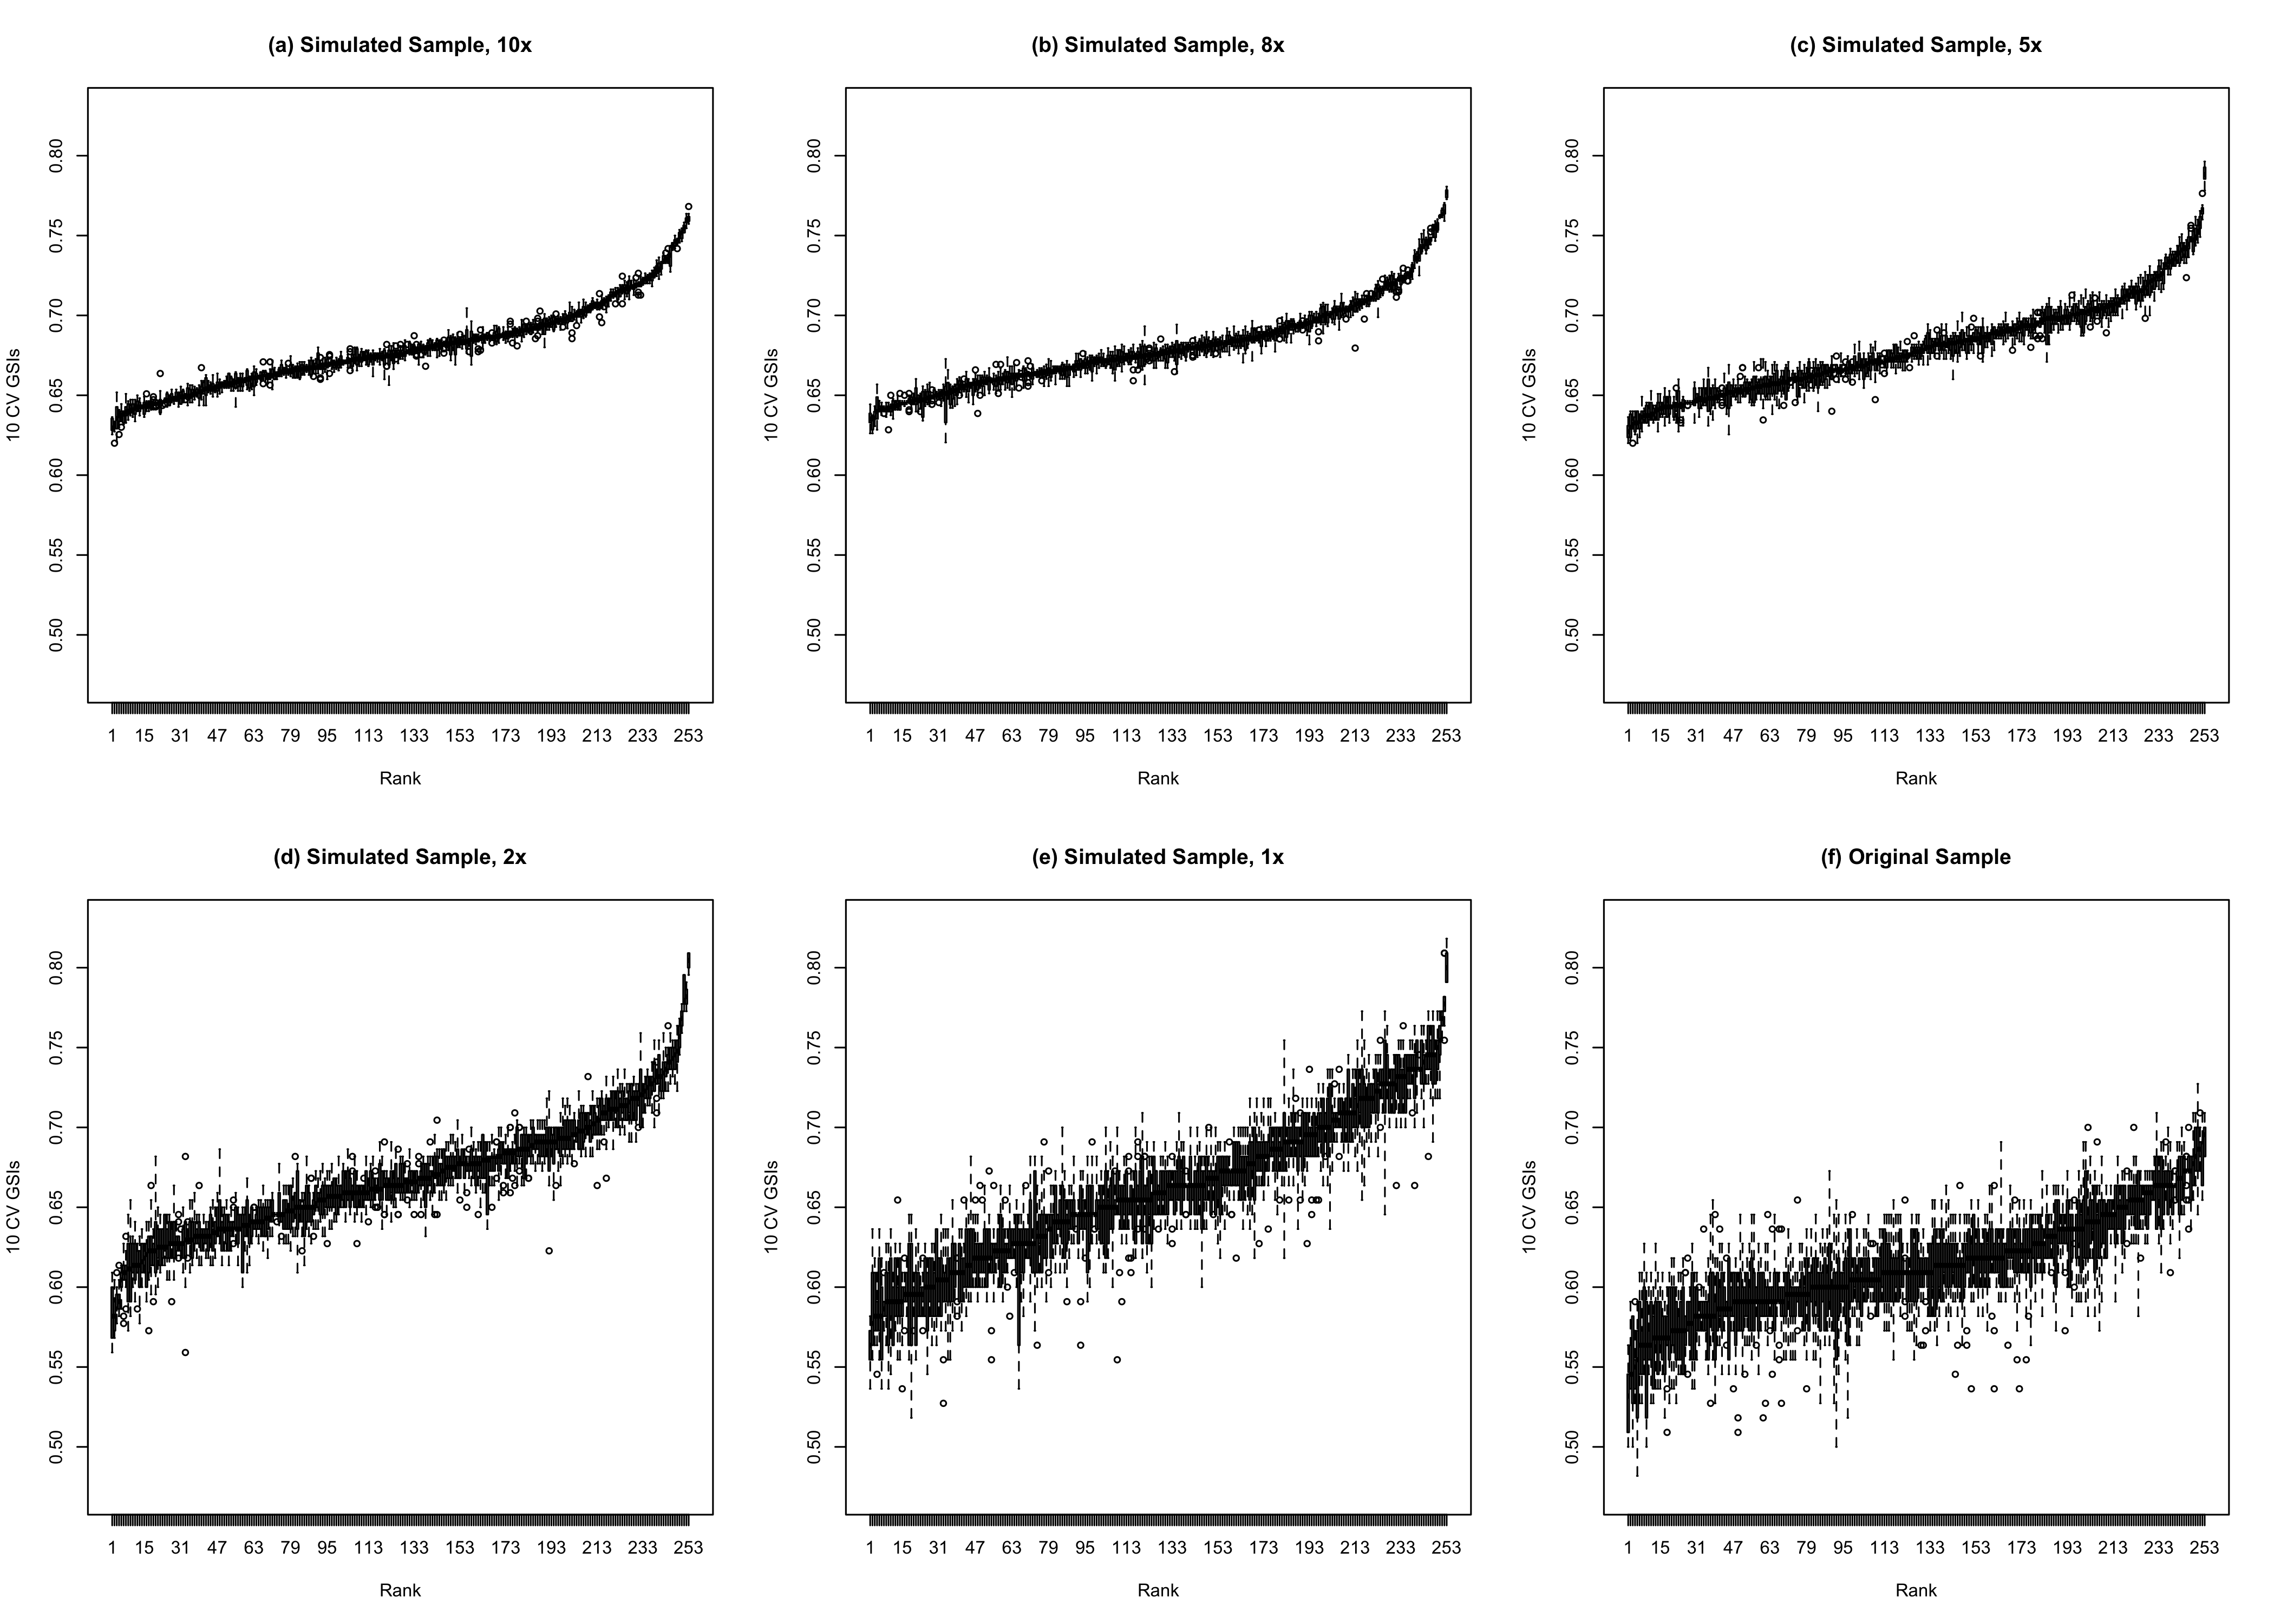 (a) Simulated Sample, 10x
(b) Simulated Sample, 8x
(c) Simulated Sample, 5x
10 CV GSIs
0.50 0.55 0.60 0.65 0.70 0.75 0.80
10 CV GSIs
0.50 0.55 0.60 0.65 0.70 0.75 0.80
10 CV GSIs
0.50 0.55 0.60 0.65 0.70 0.75 0.80
1 15 31 47 63 79 95 113 133 153 173 193 213 233 253
1 15 31 47 63 79 95 113 133 153 173 193 213 233 253
1 15 31 47 63 79 95 113 133 153 173 193 213 233 253
Rank
Rank
Rank
(d) Simulated Sample, 2x
(e) Simulated Sample, 1x
(f) Original Sample
10 CV GSIs
0.50 0.55 0.60 0.65 0.70 0.75 0.80
10 CV GSIs
0.50 0.55 0.60 0.65 0.70 0.75 0.80
10 CV GSIs
0.50 0.55 0.60 0.65 0.70 0.75 0.80
1 15 31 47 63 79 95 113 133 153 173 193 213 233 253
1 15 31 47 63 79 95 113 133 153 173 193 213 233 253
1 15 31 47 63 79 95 113 133 153 173 193 213 233 253
Rank
Rank
Rank